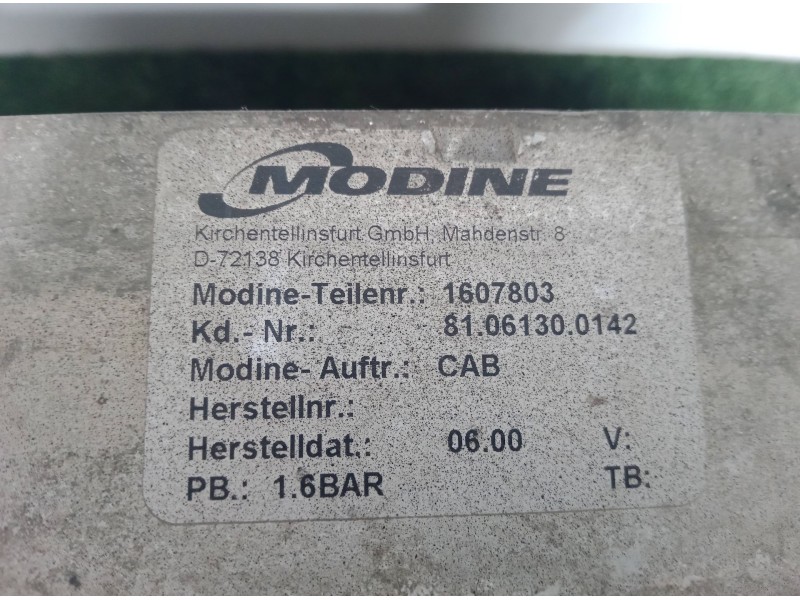 MODINE
Kirchentellinsfurt GmbH, Mahdenstr. 8
D-72138 Kirchentellinsfurt
Modine-Teilenr.: 1607803
Kd.- Nr.: 81.06130.0142
Modine- Auftr.: CAB
Herstellnr.:
Herstelldat.: 06.00 V:
PB.: 1.6BAR TB: